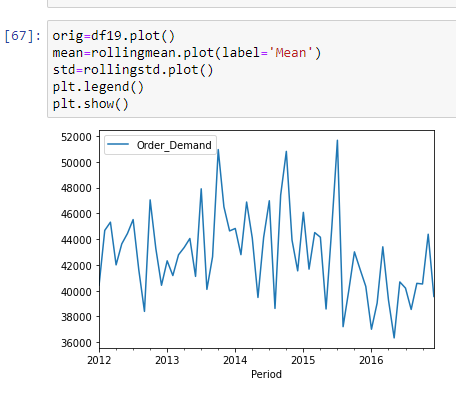 [67]: orig=df19.plot()
mean=rollingmean.plot(label='Mean')
std=rollingstd.plot()
plt.legend()
plt.show()
52000
50000
48000
46000
44000
42000
40000
38000
36000
Order_Demand
2012 2013 2014 2015 2016
Period